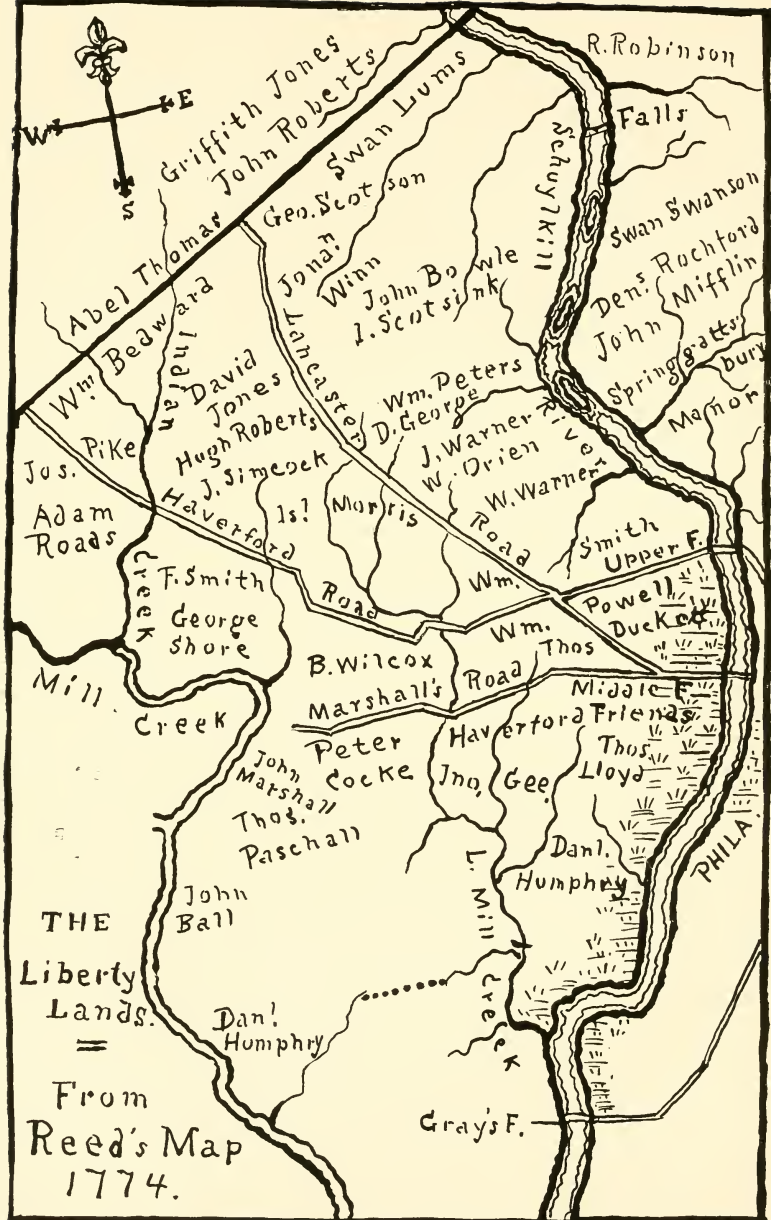 R. Robinson
Griffith Jones
John Roberts
Swan Lums
E
W
S
Falls
Schuylkill
Geo. Scotson
Abel Thomas
Swan Swanson
Jonaⁿ
Winn
John Bowle
I. Scotsink
Denˢ. Rochford
John Mifflin
Wᵐ. Bedward
Indian
Lancaster
Springgatts.
bury
Manor
David
Jones
Hugh Roberts
J. Simcock
Wm. Peters
D. George
River
J. Warner
W. Orien
W. Warner
Jos. Pike
Adam
Roads
Haverford
Isˡ Morris
Road
Smith
Upper F.
Creek
F. Smith
George
Shore
Road
Wm.
Wm.
Powell
Duckett
Mill
Creek
B. Wilcox
Marshall's Road
Thos
Middle F.
Haverford Friends
Peter
Cocke
Jno. Gee.
Thos.
Lloyd
John
Marshall
Thos.
Paschall
PHILA.
Danˡ.
Humphry
John
Ball
L. Mill
Creek
THE
Liberty
Lands.
Danˡ.
Humphry
From
Reed's Map
1774.
Gray's F.